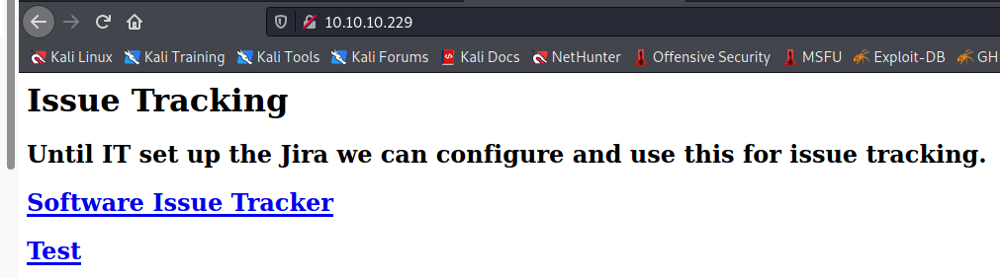 10.10.10.229
Kali Linux Kali Training Kali Tools Kali Forums Kali Docs NetHunter Offensive Security MSFU Exploit-DB GH
Issue Tracking
Until IT set up the Jira we can configure and use this for issue tracking.
Software Issue Tracker
Test